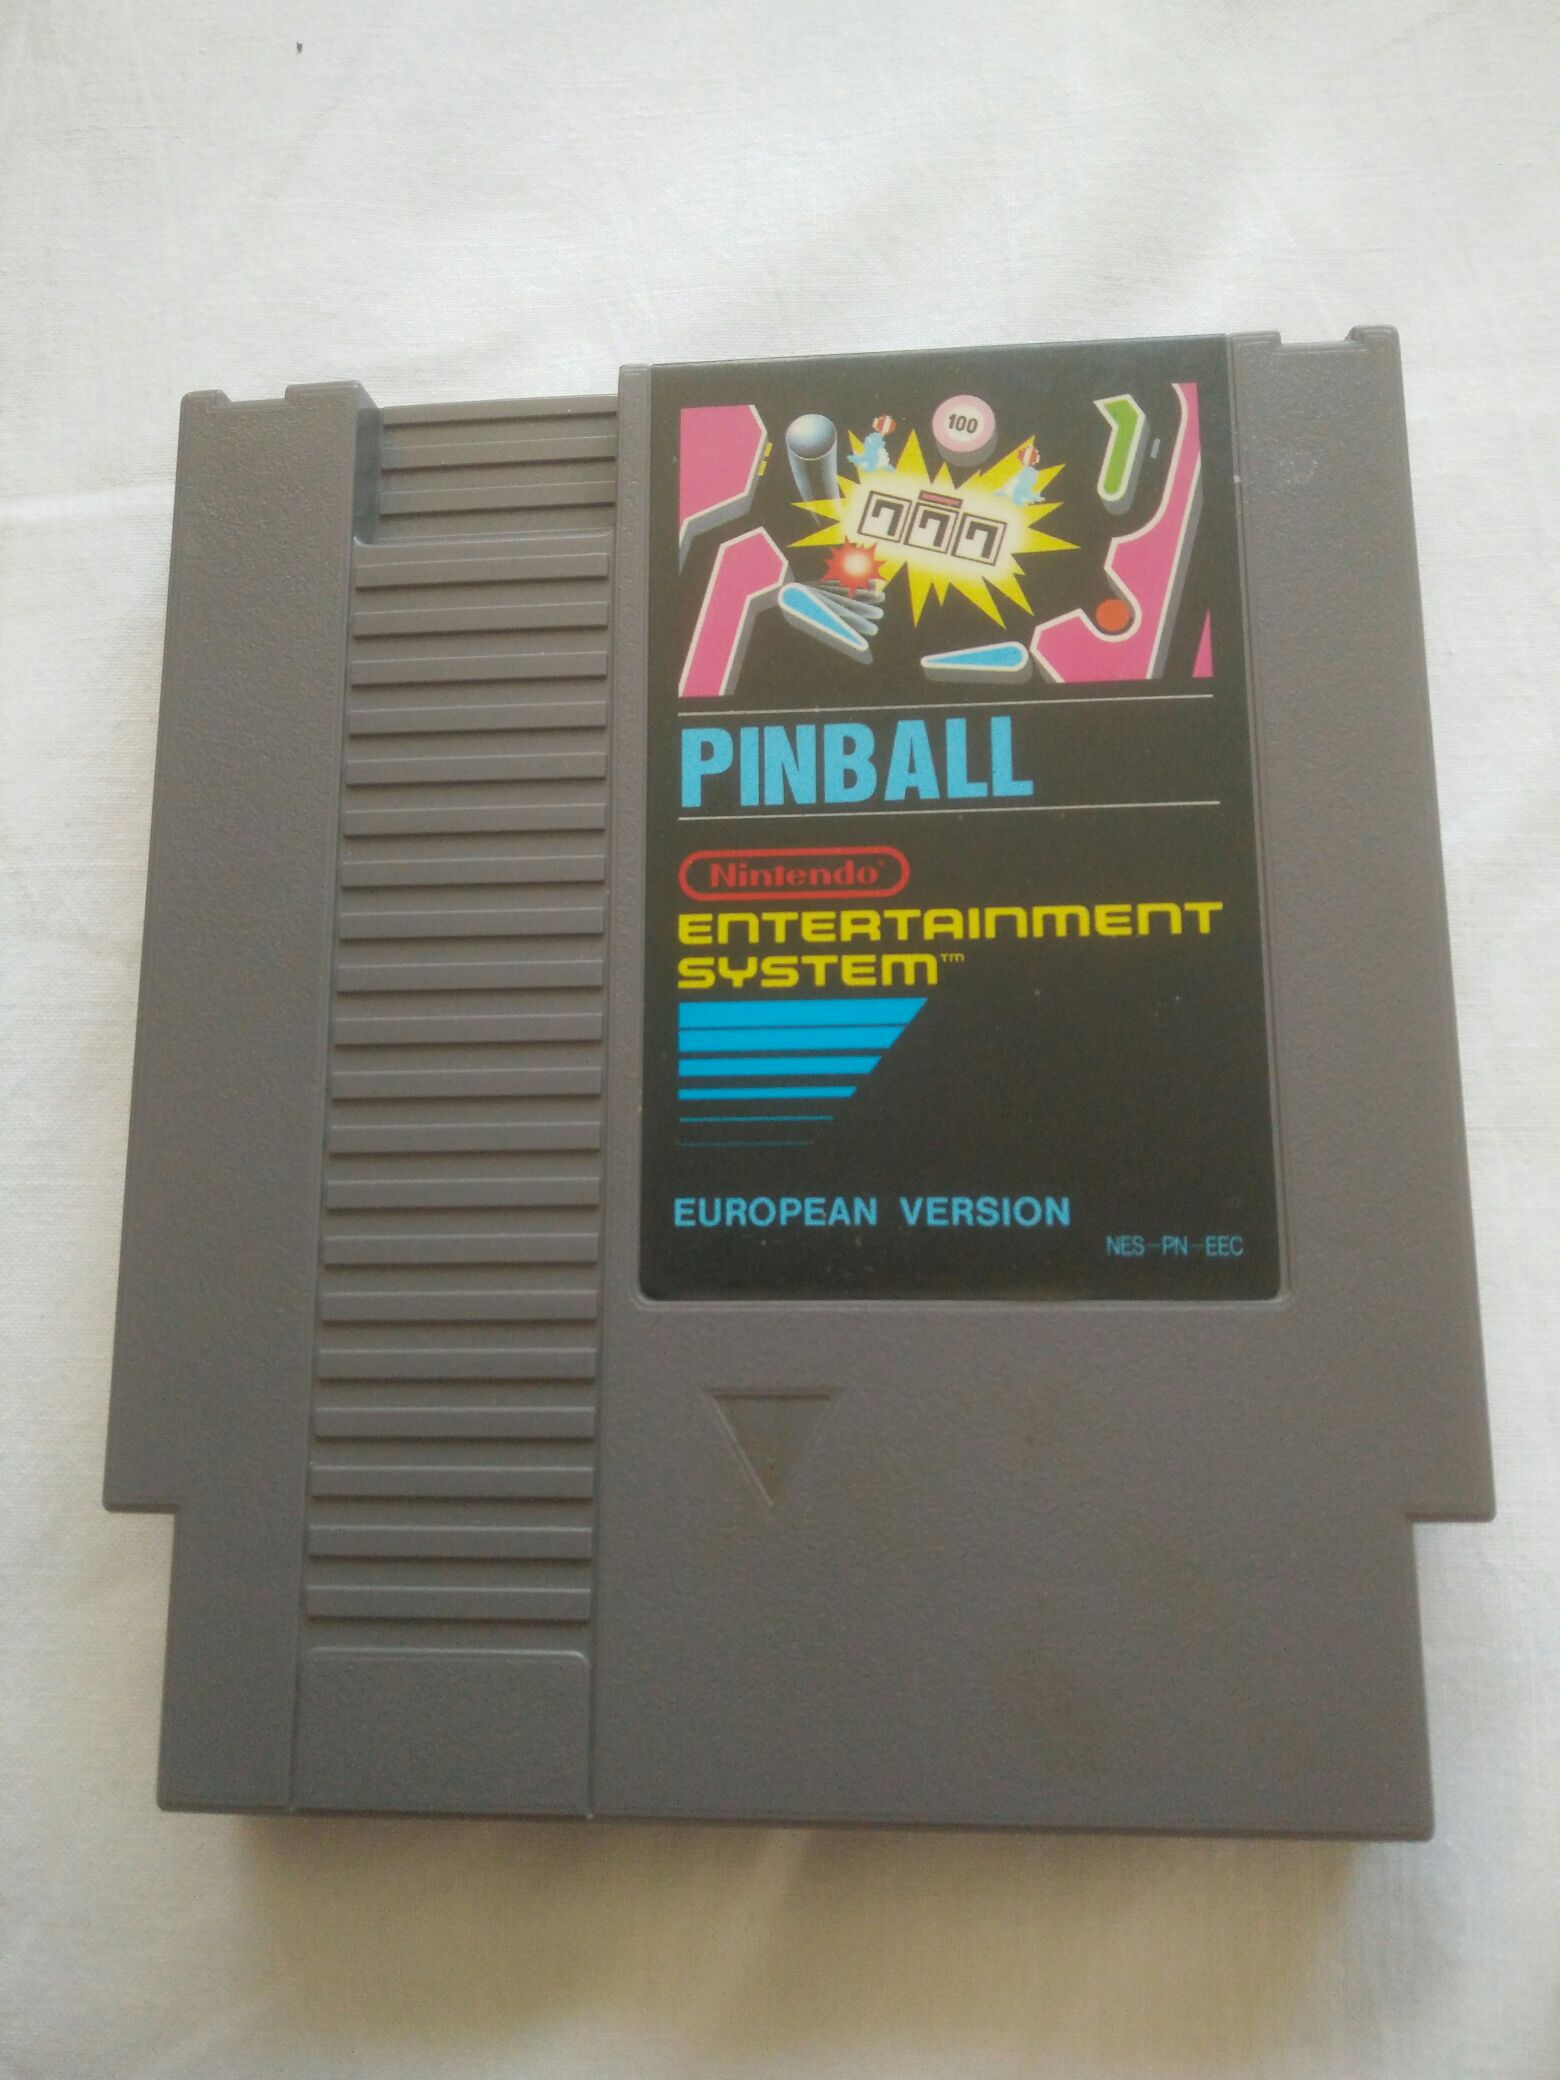 100
777
PINBALL
Nintendo®
ENTERTAINMENT
SYSTEM™
EUROPEAN VERSION
NES-PN-EEC